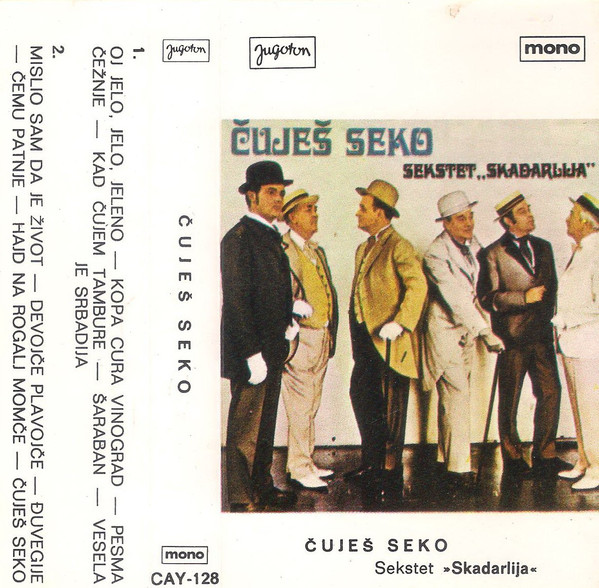 1.
OJ JELO, JELO, JELENO — KOPA CURA VINOGRAD — PESMA
ČEŽNJE — KAD ČUJEM TAMBURE — ŠARABAN — VESELA
JE SRBADIJA
2.
MISLIO SAM DA JE ŽIVOT — DEVOJČE PLAVOJČE — ĐUVEGIJE
— ČEMU PATNJE — HAJD NA ROGALJ MOMČE — ČUJEŠ SEKO
Jugoton
ČUJEŠ SEKO
mono
CAY-128
Jugoton
mono
ČUJEŠ SEKO
SEKSTET „SKADARLIJA"
ČUJEŠ SEKO
Sekstet »Skadarlija«